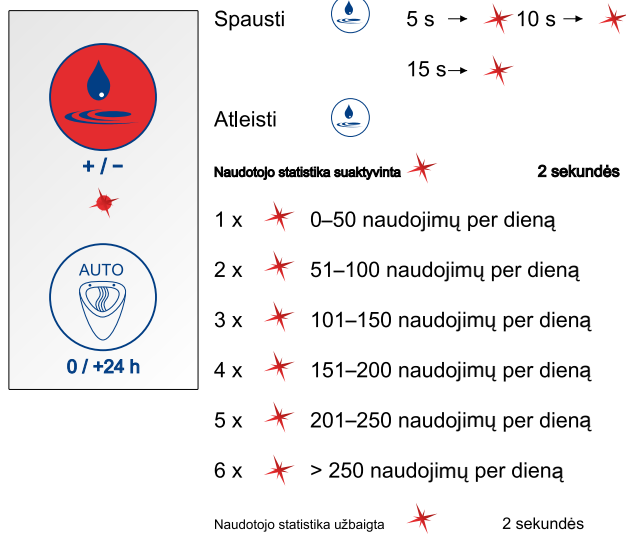 + / −
AUTO
0 / +24 h
Spausti 5 s → 10 s →
15 s →
Atleisti
Naudotojo statistika suaktyvinta 2 sekundės
1 x 0–50 naudojimų per dieną
2 x 51–100 naudojimų per dieną
3 x 101–150 naudojimų per dieną
4 x 151–200 naudojimų per dieną
5 x 201–250 naudojimų per dieną
6 x > 250 naudojimų per dieną
Naudotojo statistika užbaigta 2 sekundės